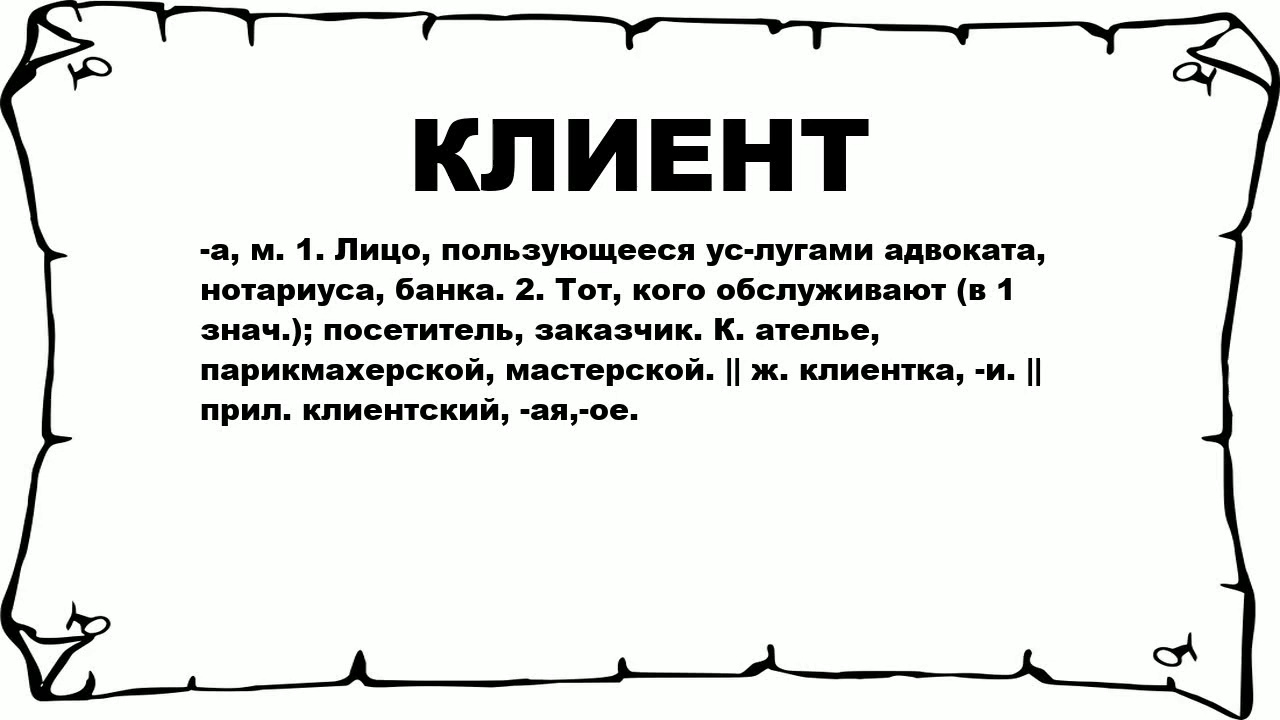 КЛИЕНТ
-а, м. 1. Лицо, пользующееся ус-лугами адвоката,
нотариуса, банка. 2. Тот, кого обслуживают (в 1
знач.); посетитель, заказчик. К. ателье,
парикмахерской, мастерской. || ж. клиентка, -и. ||
прил. клиентский, -ая,-ое.